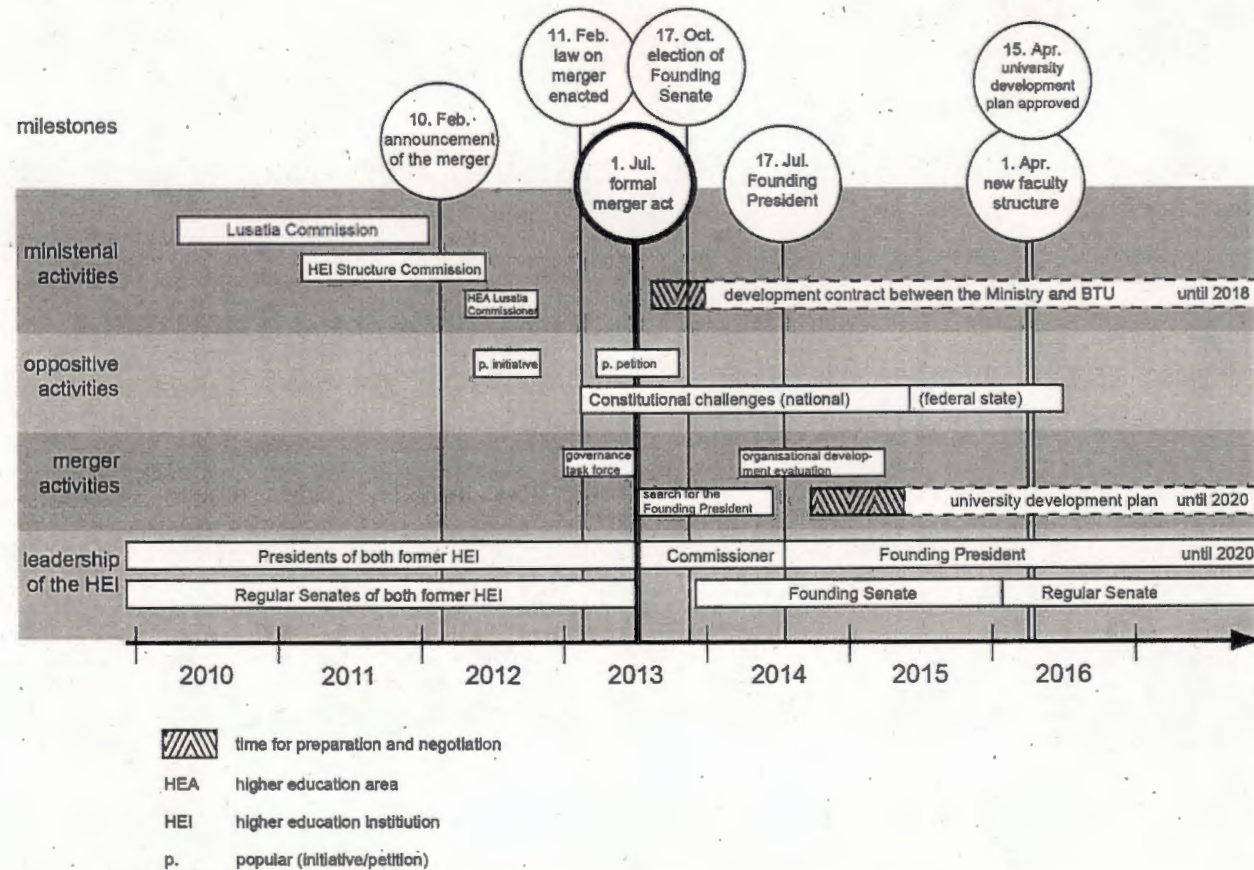 milestones
10. Feb.
announcement
of the merger
11. Feb.
law on
merger
enacted
17. Oct.
election of
Founding
Senate
1. Jul.
formal
merger act
17. Jul.
Founding
President
15. Apr.
university
development
plan approved
1. Apr.
new faculty
structure
ministerial
activities
Lusatia Commission
HEI Structure Commission
HEA Lusatia
Commissioner
development contract between the Ministry and BTU until 2018
oppositive
activities
p. initiative
p. petition
Constitutional challenges (national) (federal state)
merger
activities
governance
task force
organisational develop-
ment evaluation
search for the
Founding President
university development plan until 2020
leadership
of the HEI
Presidents of both former HEI Commissioner Founding President until 2020
Regular Senates of both former HEI Founding Senate Regular Senate
2010 2011 2012 2013 2014 2015 2016
time for preparation and negotiation
HEA higher education area
HEI higher education institiution
p. popular (initiative/petition)